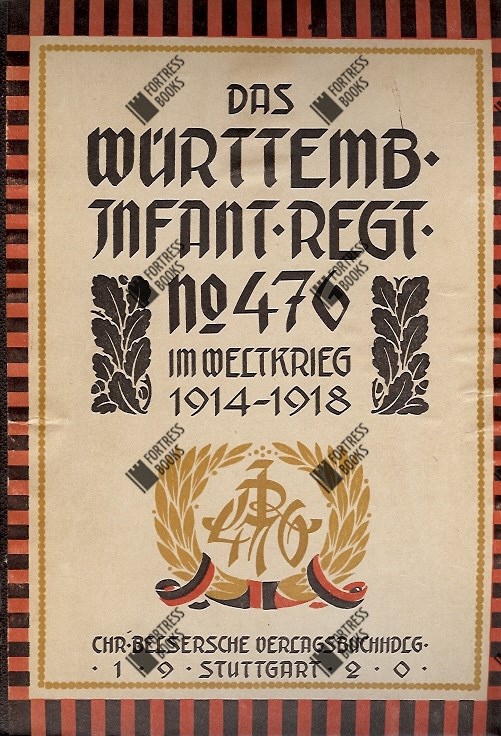 DAS
WÜRTTEMB·
INFANT·REGT·
No 476
IM WELTKRIEG
1914-1918
I R 476
CHR·BELSERSCHE VERLAGSBUCHHDLG·
·1·9·STUTTGART·2·0·
FORTRESS BOOKS
FORTRESS BOOKS
FORTRESS BOOKS
FORTRESS BOOKS
FORTRESS BOOKS
FORTRESS BOOKS
FORTRESS BOOKS
FORTRESS BOOKS